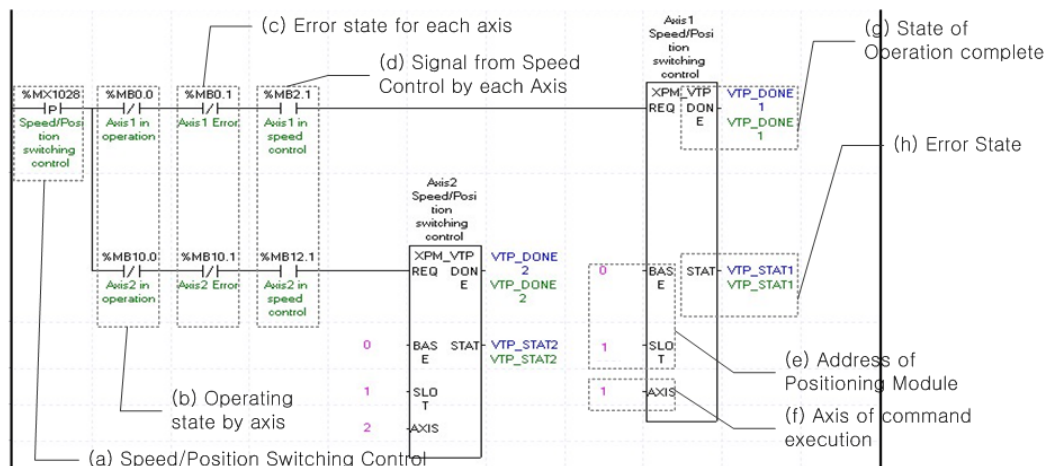 (c) Error state for each axis
(d) Signal from Speed
Control by each Axis
Axis1
Speed/Posi
tion
switching
control
(g) State of
Operation complete
%MX1028
%MB0.0
%MB0.1
%MB2.1
P
Speed/Posi
tion
switching
control
Axis1 in
operation
Axis1 Error
Axis1 in
speed
control
XPM_VTP
REQ DON
E
VTP_DONE
1
VTP_DONE
1
(h) Error State
Axis2
Speed/Posi
tion
switching
control
%MB10.0
%MB10.1
%MB12.1
Axis2 in
operation
Axis2 Error
Axis2 in
speed
control
XPM_VTP
REQ DON
E
VTP_DONE
2
VTP_DONE
2
0 BAS
E
STAT
VTP_STAT1
VTP_STAT1
0 BAS
E
STAT
VTP_STAT2
VTP_STAT2
1 SLO
T
(e) Address of
Positioning Module
1 SLO
T
1 AXIS
(f) Axis of command
execution
2 AXIS
(b) Operating
state by axis
(a) Speed/Position Switching Control